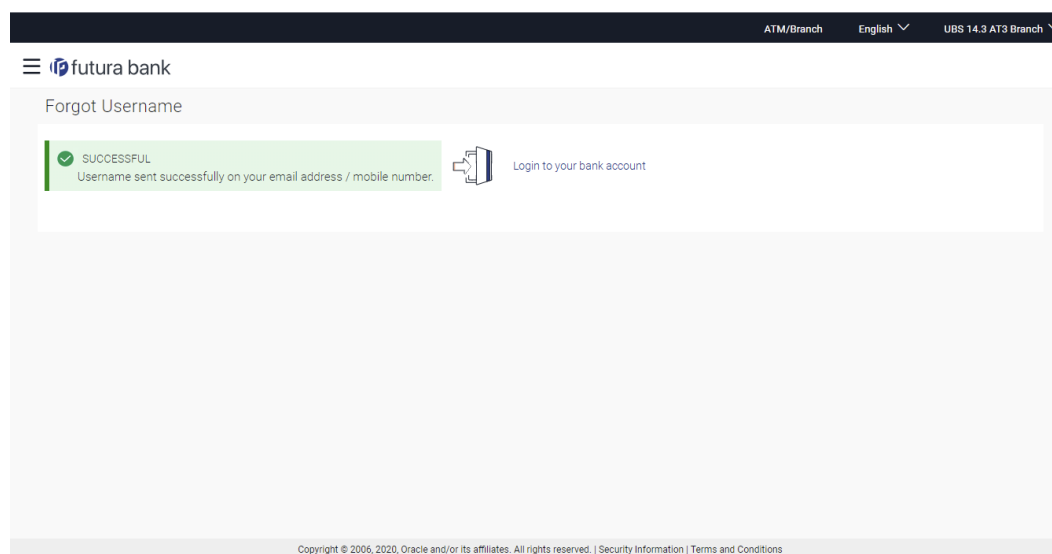 ATM/Branch English UBS 14.3 AT3 Branch
futura bank
Forgot Username
SUCCESSFUL
Username sent successfully on your email address / mobile number.
Login to your bank account
Copyright © 2006, 2020, Oracle and/or its affiliates. All rights reserved. | Security Information | Terms and Conditions